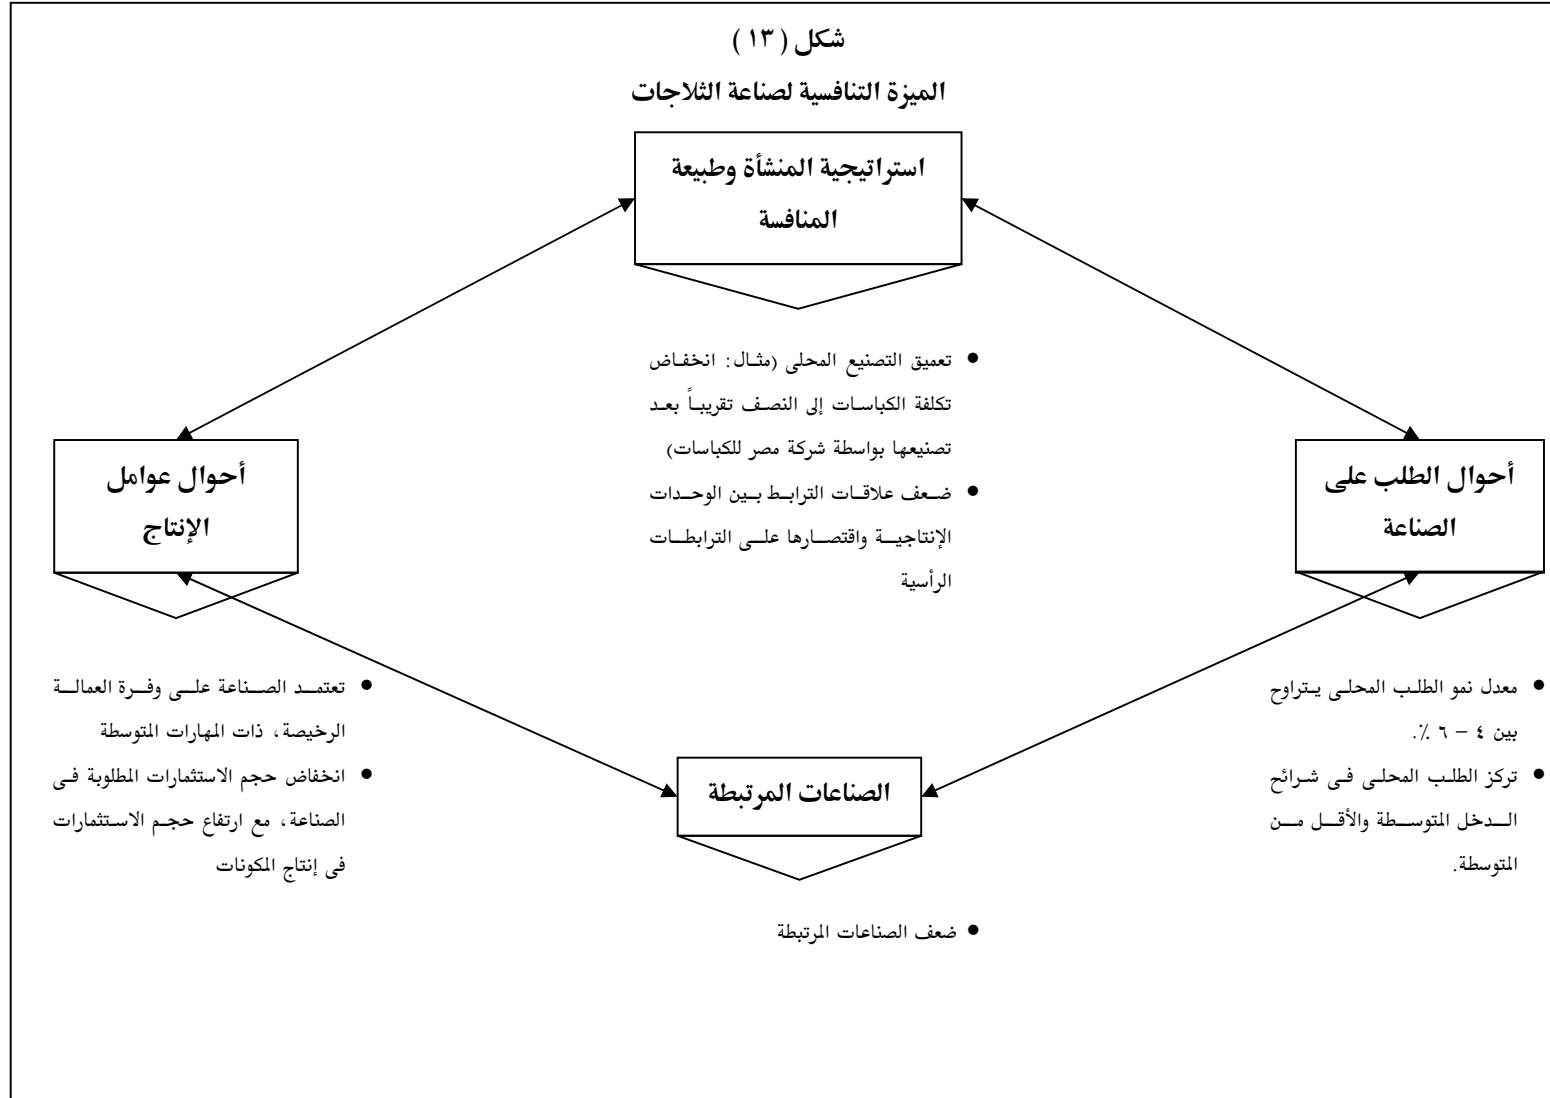 شكل ( ١٣ )
الميزة التنافسية لصناعة الثلاجات
استراتيجية المنشأة وطبيعة
المنافسة
• تعميق التصنيع المحلى (مثال: انخفاض
تكلفة الكباسات إلى النصف تقريباً بعد
تصنيعها بواسطة شركة مصر للكباسات)
• ضعف علاقات الترابط بين الوحدات
الإنتاجية واقتصارها على الترابطات
الرأسية
أحوال الطلب على
الصناعة
• معدل نمو الطلب المحلى يتراوح
بين ٤ – ٦ ٪.
• تركز الطلب المحلى فى شرائح
الدخل المتوسطة والأقل من
المتوسطة.
أحوال عوامل
الإنتاج
• تعتمد الصناعة على وفرة العمالة
الرخيصة، ذات المهارات المتوسطة
• انخفاض حجم الاستثمارات المطلوبة فى
الصناعة، مع ارتفاع حجم الاستثمارات
فى إنتاج المكونات
الصناعات المرتبطة
• ضعف الصناعات المرتبطة